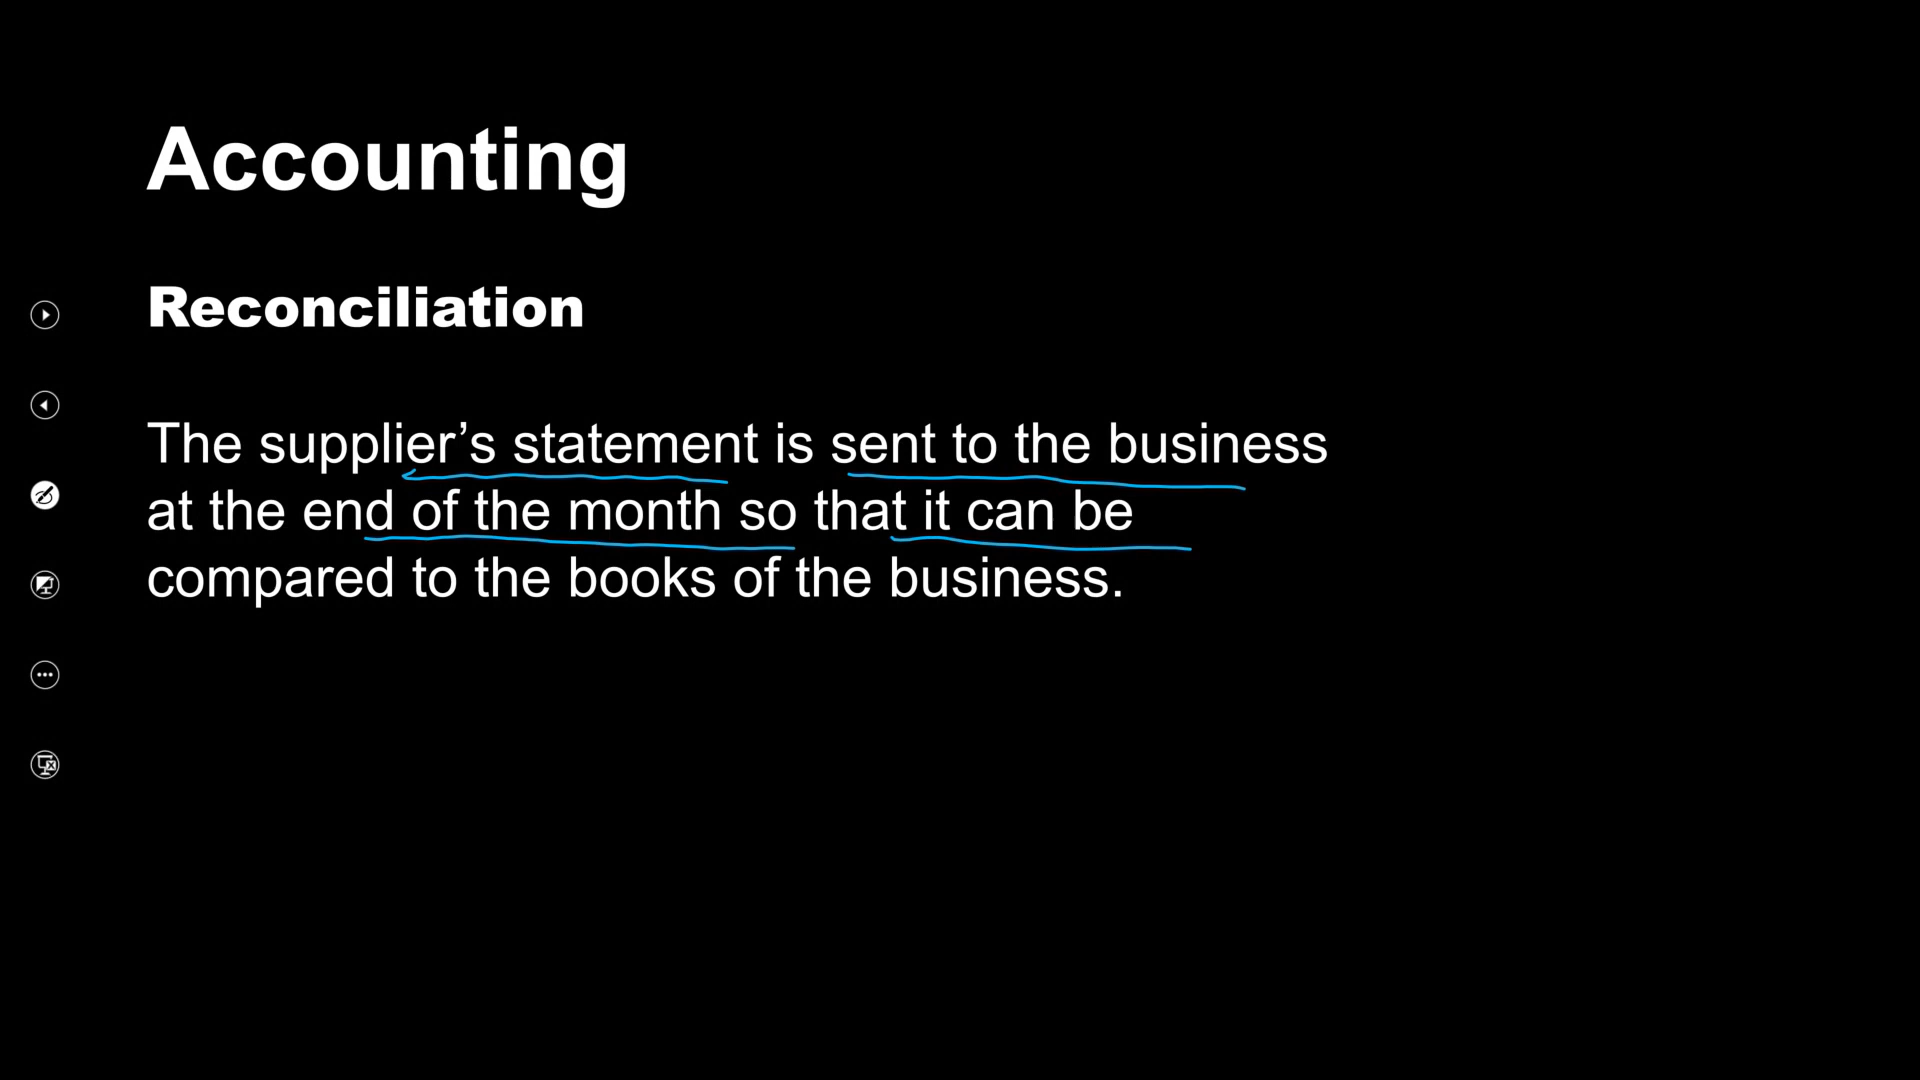 Accounting
Reconciliation
The supplier’s statement is sent to the business
at the end of the month so that it can be
compared to the books of the business.